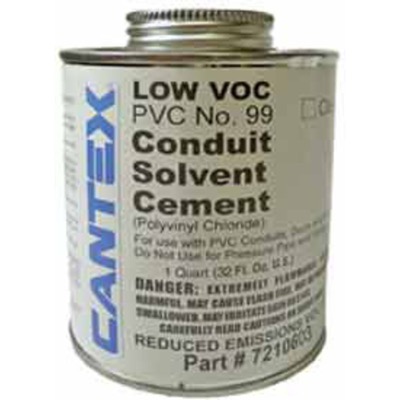 CANTEX
LOW VOC
PVC No. 99
Conduit
Solvent
Cement
(Polyvinyl Chloride)
For use with PVC Conduits,
Do Not Use for Pressure Pipe
1 Quart (32 Fl. Oz. U.S.)
DANGER: EXTREMELY
HARMFUL. MAY CAUSE FLASH FIRE. MAY
SWALLOWED. MAY IRRITATE
CAREFULLY READ CAUTIONS
REDUCED EMISSIONS
Part # 7210603